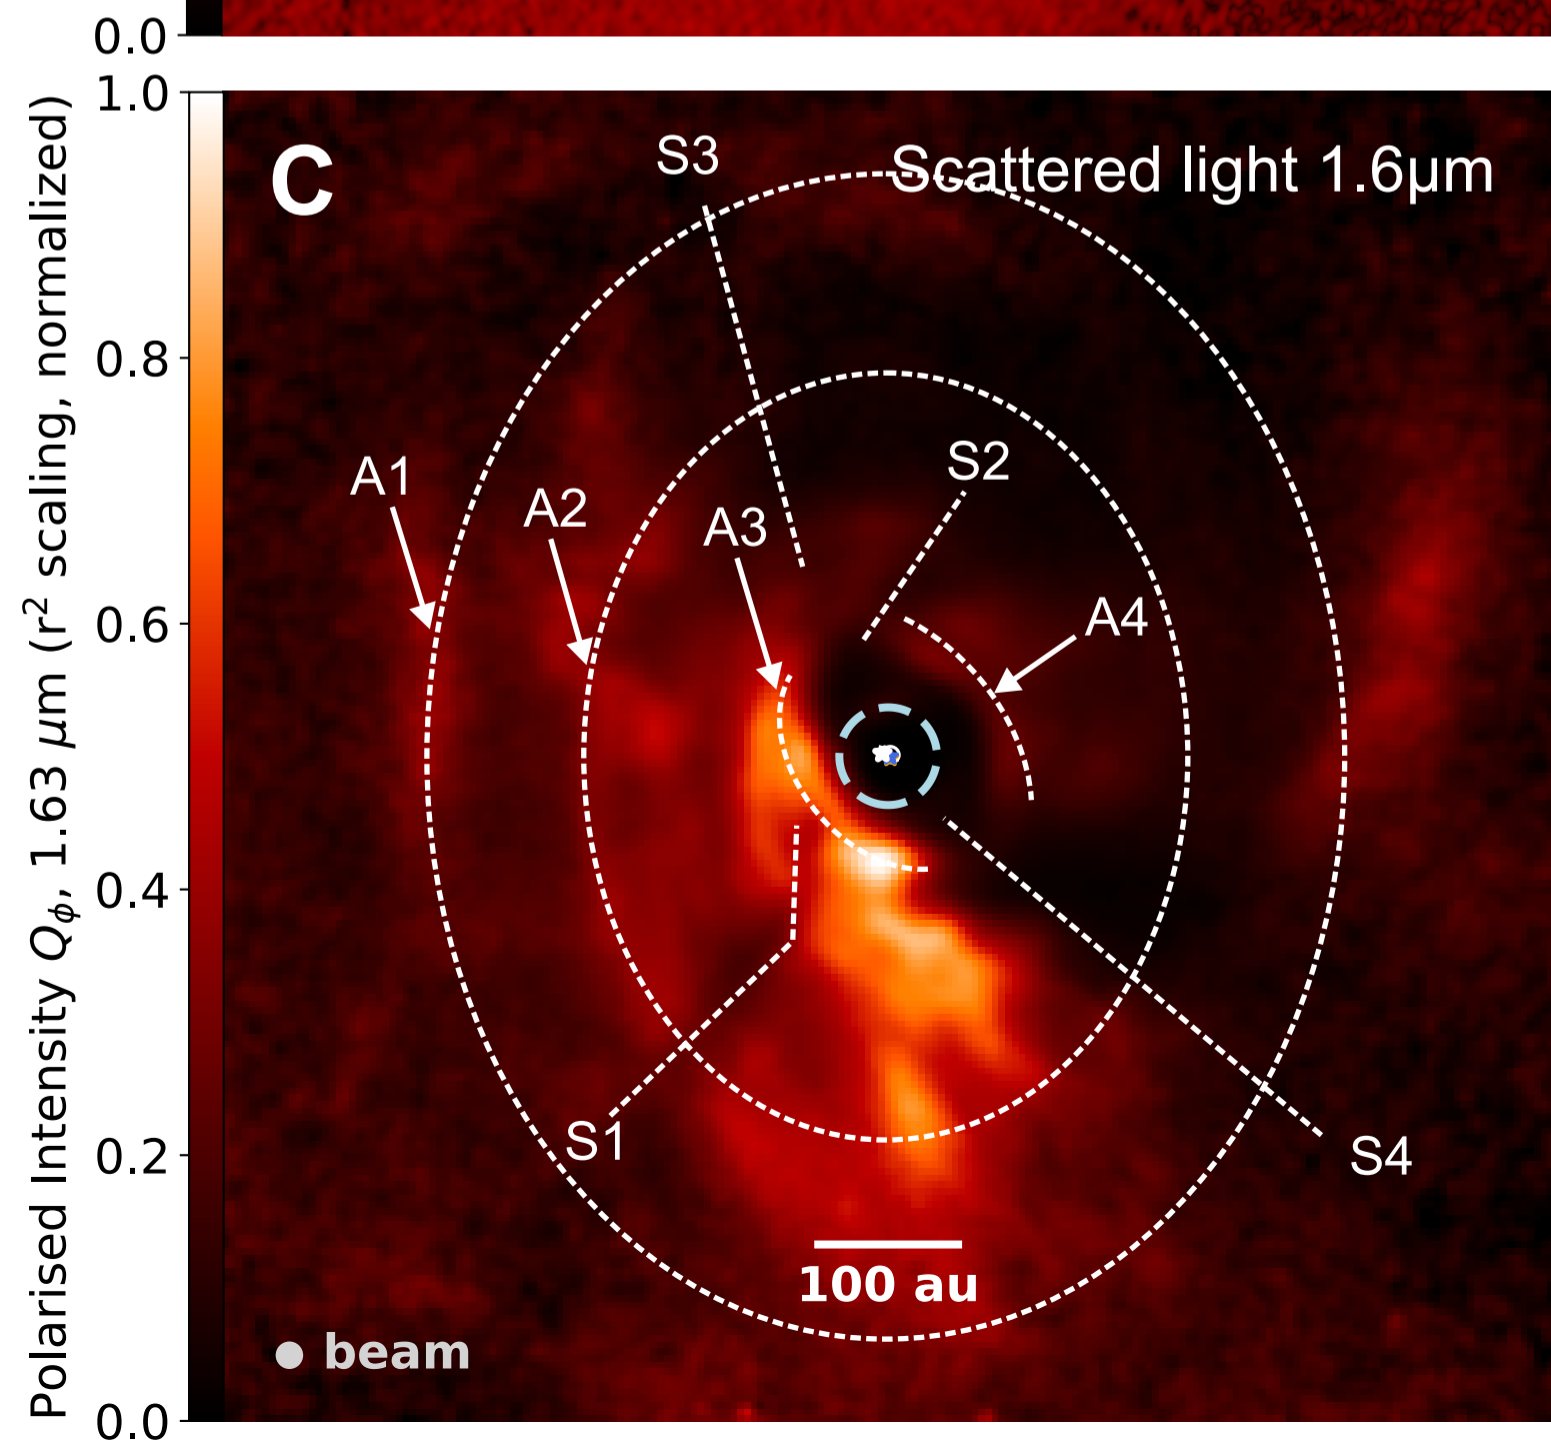 0.0
1.0
C
S3
Scattered light 1.6μm
0.8
S2
A1
A2
A3
0.6
A4
Polarised Intensity Qϕ, 1.63 μm (r² scaling, normalized)
0.4
S1
0.2
S4
100 au
beam
0.0